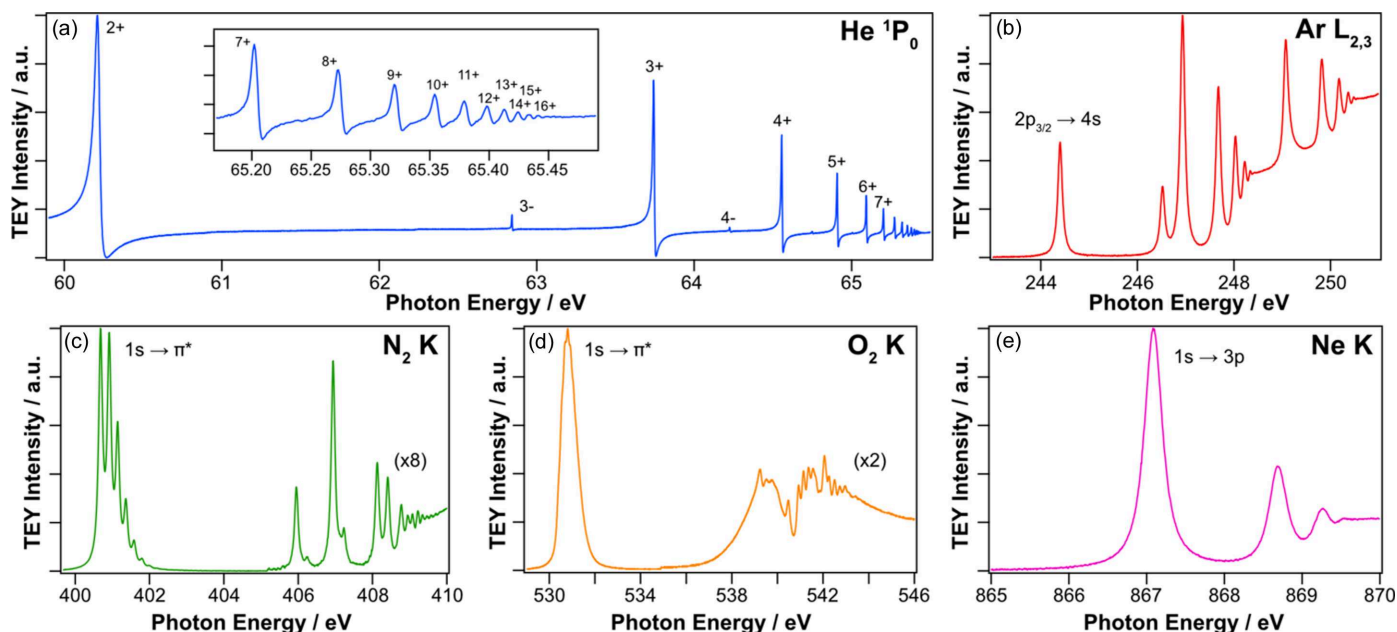 (a)
He ¹P₀
TEY Intensity / a.u.
2+
3-
3+
4-
4+
5+
6+
7+
7+
8+
9+
10+
11+
12+
13+
14+
15+
16+
65.20 65.25 65.30 65.35 65.40 65.45
60 61 62 63 64 65
Photon Energy / eV
(b)
Ar L₂,₃
TEY Intensity / a.u.
2p₃/₂ → 4s
244 246 248 250
Photon Energy / eV
(c)
N₂ K
TEY Intensity / a.u.
1s → π*
(x8)
400 402 404 406 408 410
Photon Energy / eV
(d)
O₂ K
TEY Intensity / a.u.
1s → π*
(x2)
530 534 538 542 546
Photon Energy / eV
(e)
Ne K
TEY Intensity / a.u.
1s → 3p
865 866 867 868 869 870
Photon Energy / eV